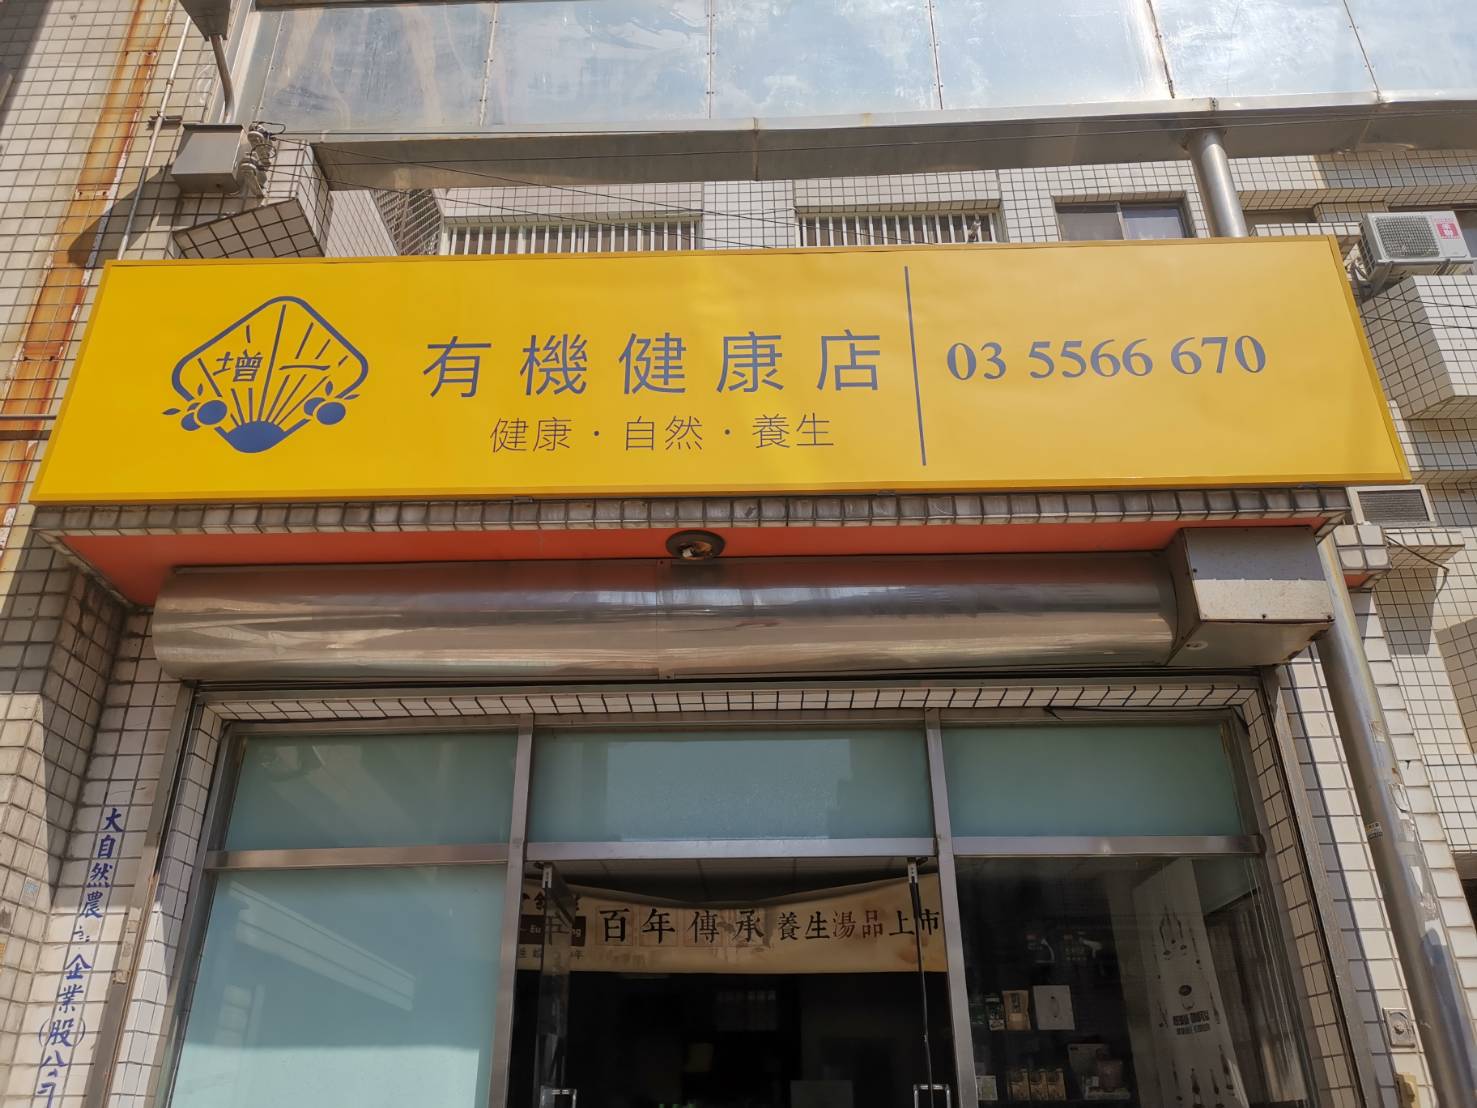 增
有機健康店
健康・自然・養生
03 5566 670
百年傳承養生湯品上市
大自然農
企業股公